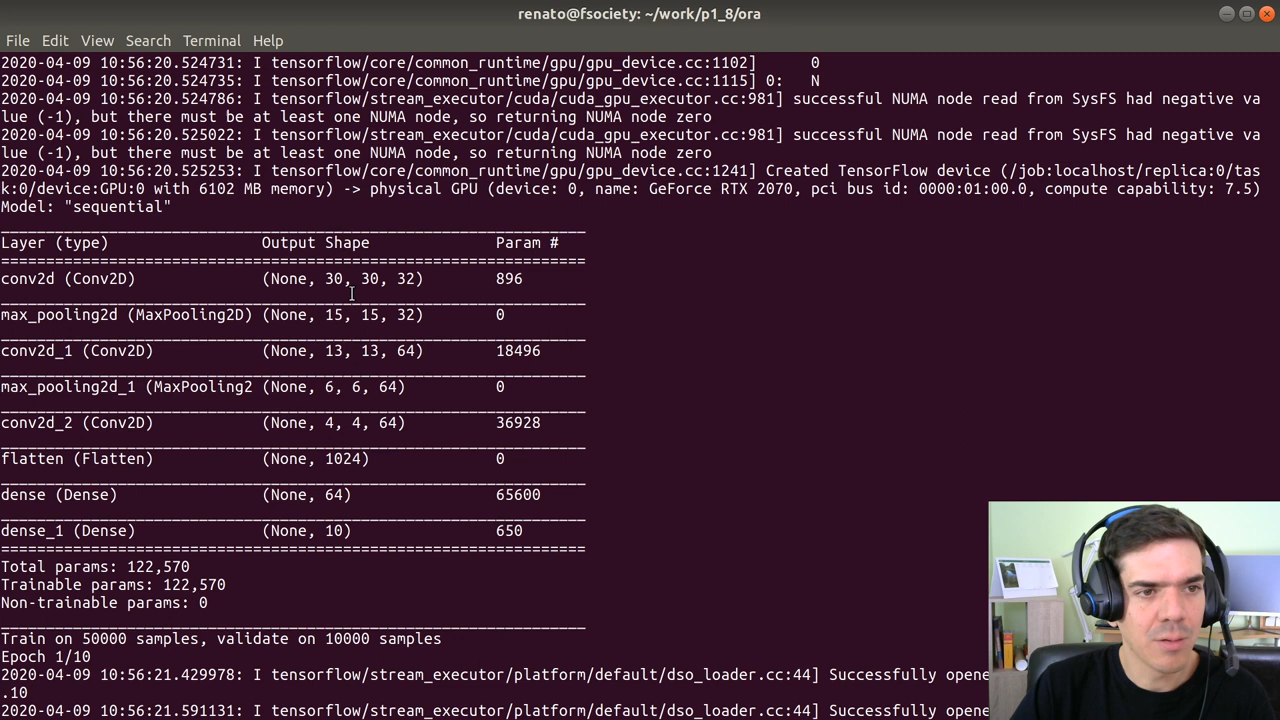 renato@fsociety: ~/work/p1_8/ora
File Edit View Search Terminal Help
2020-04-09 10:56:20.524731: I tensorflow/core/common_runtime/gpu/gpu_device.cc:1102]      0
2020-04-09 10:56:20.524735: I tensorflow/core/common_runtime/gpu/gpu_device.cc:1115] 0:   N
2020-04-09 10:56:20.524786: I tensorflow/stream_executor/cuda/cuda_gpu_executor.cc:981] successful NUMA node read from SysFS had negative va
lue (-1), but there must be at least one NUMA node, so returning NUMA node zero
2020-04-09 10:56:20.525022: I tensorflow/stream_executor/cuda/cuda_gpu_executor.cc:981] successful NUMA node read from SysFS had negative va
lue (-1), but there must be at least one NUMA node, so returning NUMA node zero
2020-04-09 10:56:20.525253: I tensorflow/core/common_runtime/gpu/gpu_device.cc:1241] Created TensorFlow device (/job:localhost/replica:0/tas
k:0/device:GPU:0 with 6102 MB memory) -> physical GPU (device: 0, name: GeForce RTX 2070, pci bus id: 0000:01:00.0, compute capability: 7.5)
Model: "sequential"
Layer (type)                 Output Shape              Param #
conv2d (Conv2D)              (None, 30, 30, 32)        896
max_pooling2d (MaxPooling2D) (None, 15, 15, 32)        0
conv2d_1 (Conv2D)            (None, 13, 13, 64)        18496
max_pooling2d_1 (MaxPooling2 (None, 6, 6, 64)          0
conv2d_2 (Conv2D)            (None, 4, 4, 64)          36928
flatten (Flatten)            (None, 1024)              0
dense (Dense)                (None, 64)                65600
dense_1 (Dense)              (None, 10)                650
Total params: 122,570
Trainable params: 122,570
Non-trainable params: 0
Train on 50000 samples, validate on 10000 samples
Epoch 1/10
2020-04-09 10:56:21.429978: I tensorflow/stream_executor/platform/default/dso_loader.cc:44] Successfully opene
.10
2020-04-09 10:56:21.591131: I tensorflow/stream_executor/platform/default/dso_loader.cc:44] Successfully opene